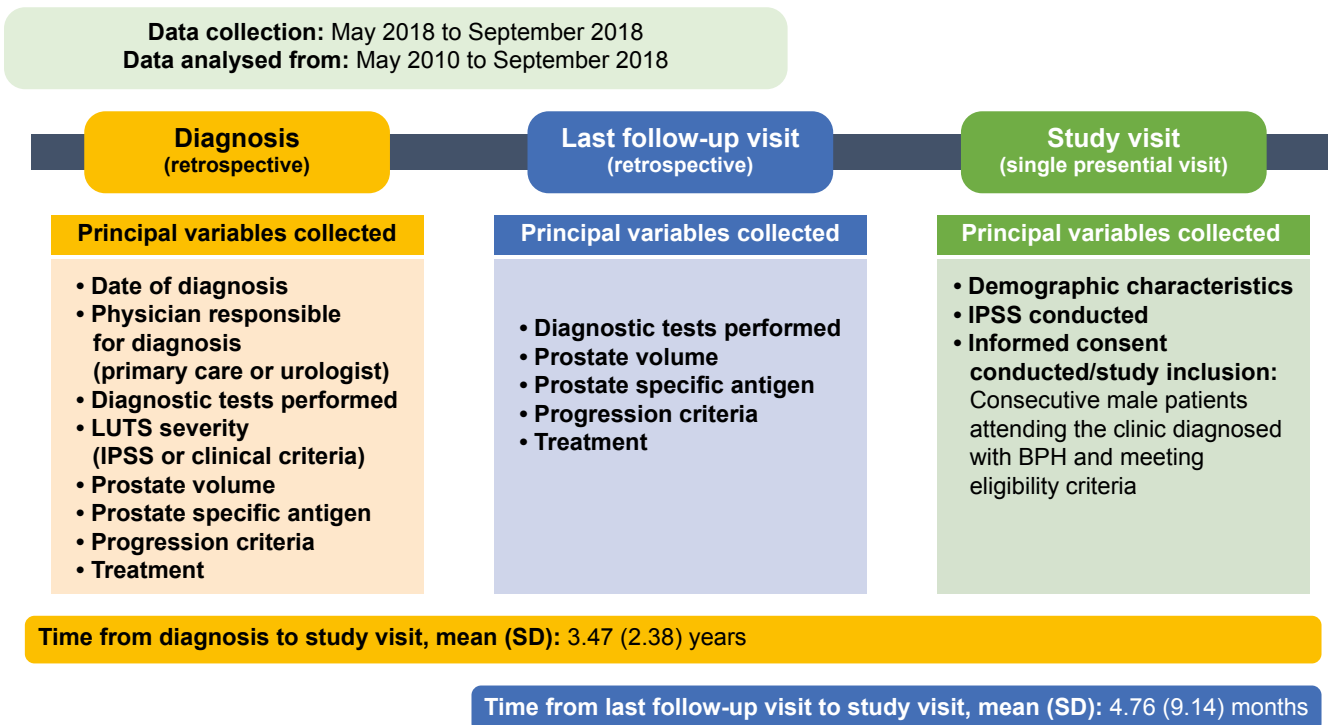 Data collection: May 2018 to September 2018
Data analysed from: May 2010 to September 2018
Diagnosis
(retrospective)
Last follow-up visit
(retrospective)
Study visit
(single presential visit)
Principal variables collected
• Date of diagnosis
• Physician responsible
for diagnosis
(primary care or urologist)
• Diagnostic tests performed
• LUTS severity
(IPSS or clinical criteria)
• Prostate volume
• Prostate specific antigen
• Progression criteria
• Treatment
Principal variables collected
• Diagnostic tests performed
• Prostate volume
• Prostate specific antigen
• Progression criteria
• Treatment
Principal variables collected
• Demographic characteristics
• IPSS conducted
• Informed consent
conducted/study inclusion:
Consecutive male patients
attending the clinic diagnosed
with BPH and meeting
eligibility criteria
Time from diagnosis to study visit, mean (SD): 3.47 (2.38) years
Time from last follow-up visit to study visit, mean (SD): 4.76 (9.14) months